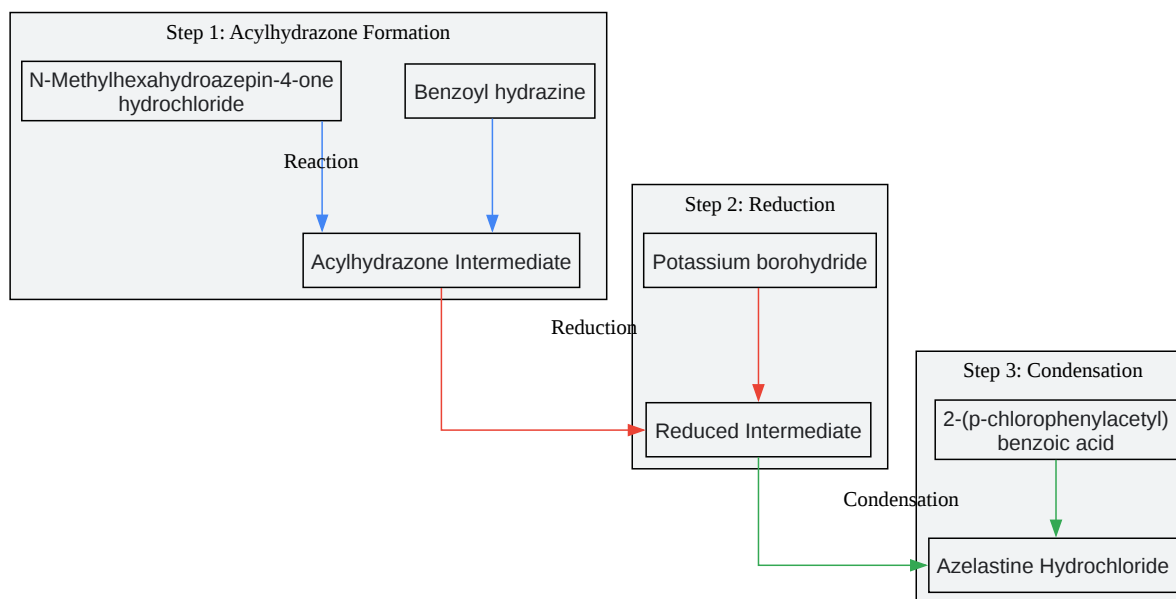 Step 1: Acylhydrazone Formation
N-Methylhexahydroazepin-4-one
hydrochloride
Benzoyl hydrazine
Reaction
Acylhydrazone Intermediate
Step 2: Reduction
Potassium borohydride
Reduction
Reduced Intermediate
Step 3: Condensation
2-(p-chlorophenylacetyl)
benzoic acid
Condensation
Azelastine Hydrochloride